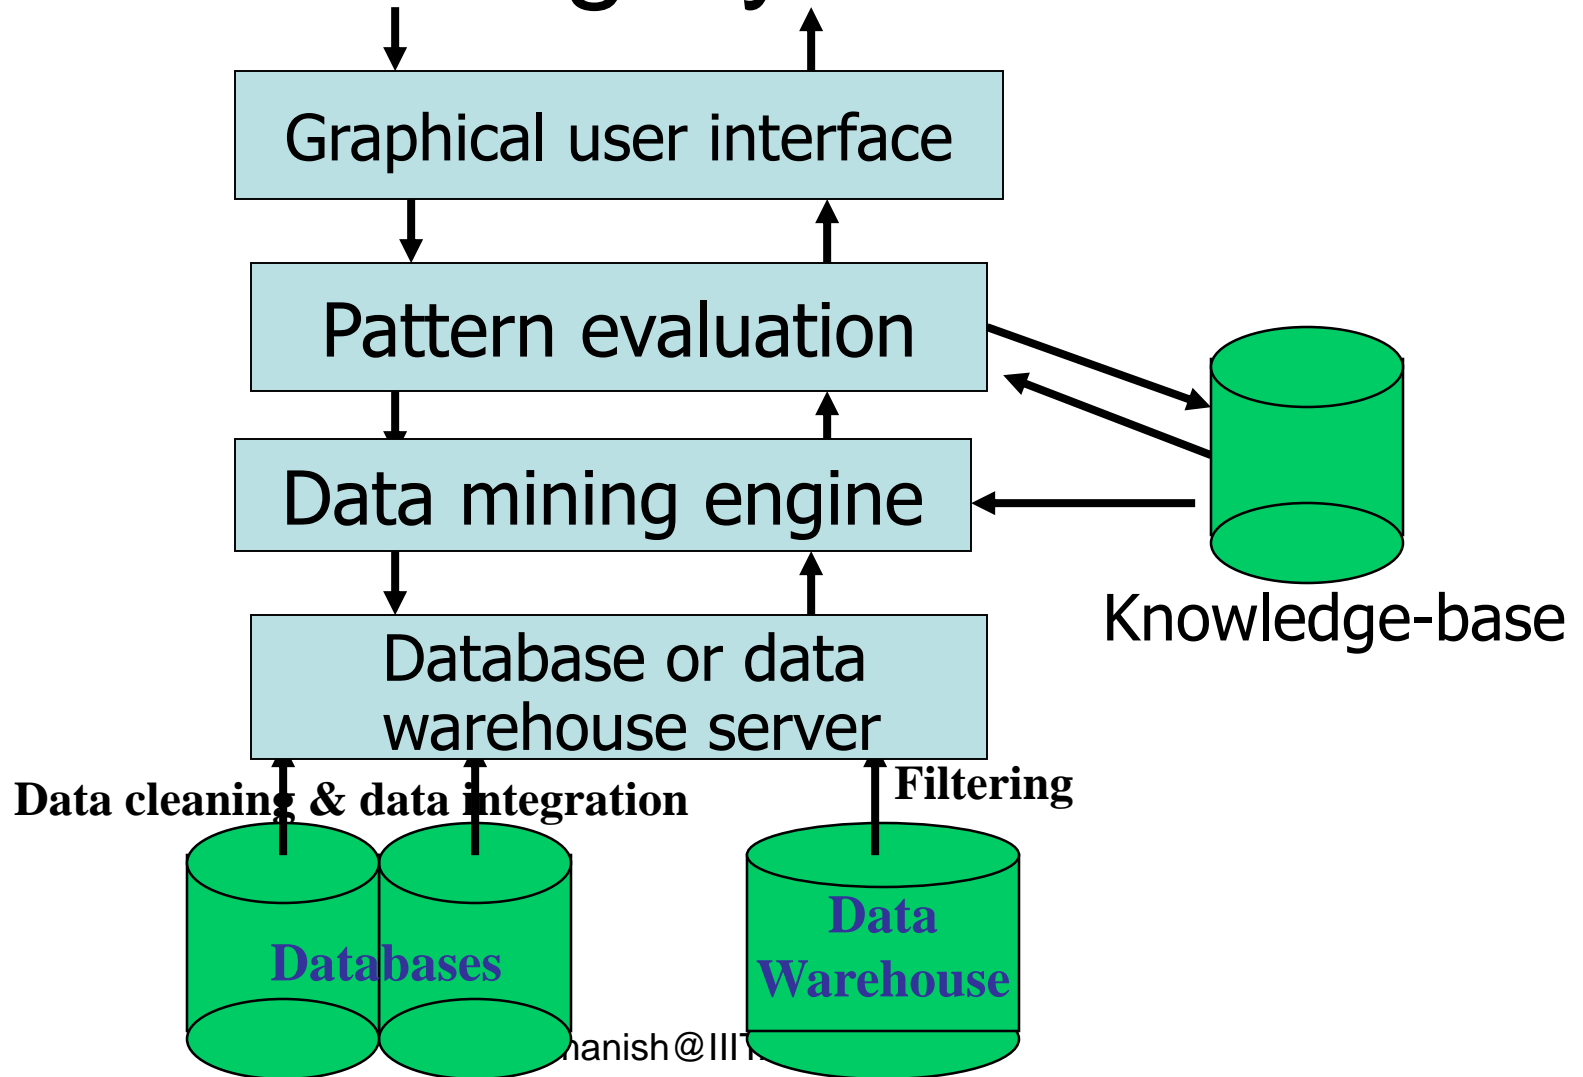 Graphical user interface
Pattern evaluation
Data mining engine
Knowledge-base
Database or data
warehouse server
Data cleaning & data integration
Filtering
Databases
Data
Warehouse